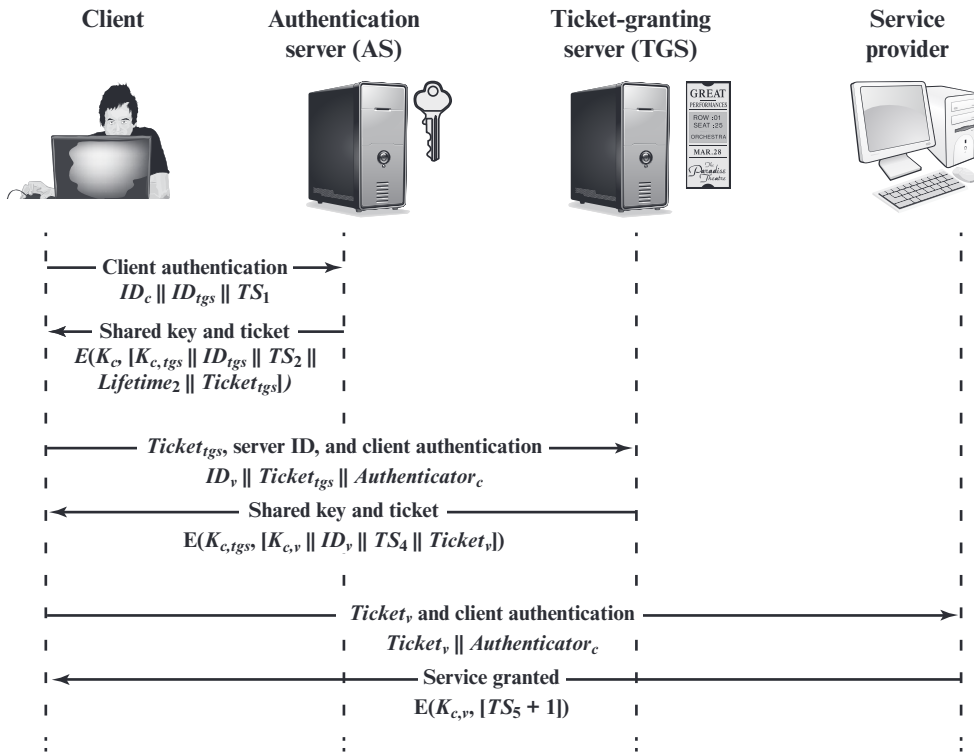 Client
Authentication
server (AS)
Ticket-granting
server (TGS)
Service
provider
GREAT
PERFORMANCES
ROW :01
SEAT :25
ORCHESTRA
MAR.28
The
Paradise
Theatre
Client authentication
ID_c || ID_tgs || TS_1
Shared key and ticket
E(K_c, [K_c,tgs || ID_tgs || TS_2 ||
Lifetime_2 || Ticket_tgs])
Ticket_tgs, server ID, and client authentication
ID_v || Ticket_tgs || Authenticator_c
Shared key and ticket
E(K_c,tgs, [K_c,v || ID_v || TS_4 || Ticket_v])
Ticket_v and client authentication
Ticket_v || Authenticator_c
Service granted
E(K_c,v, [TS_5 + 1])